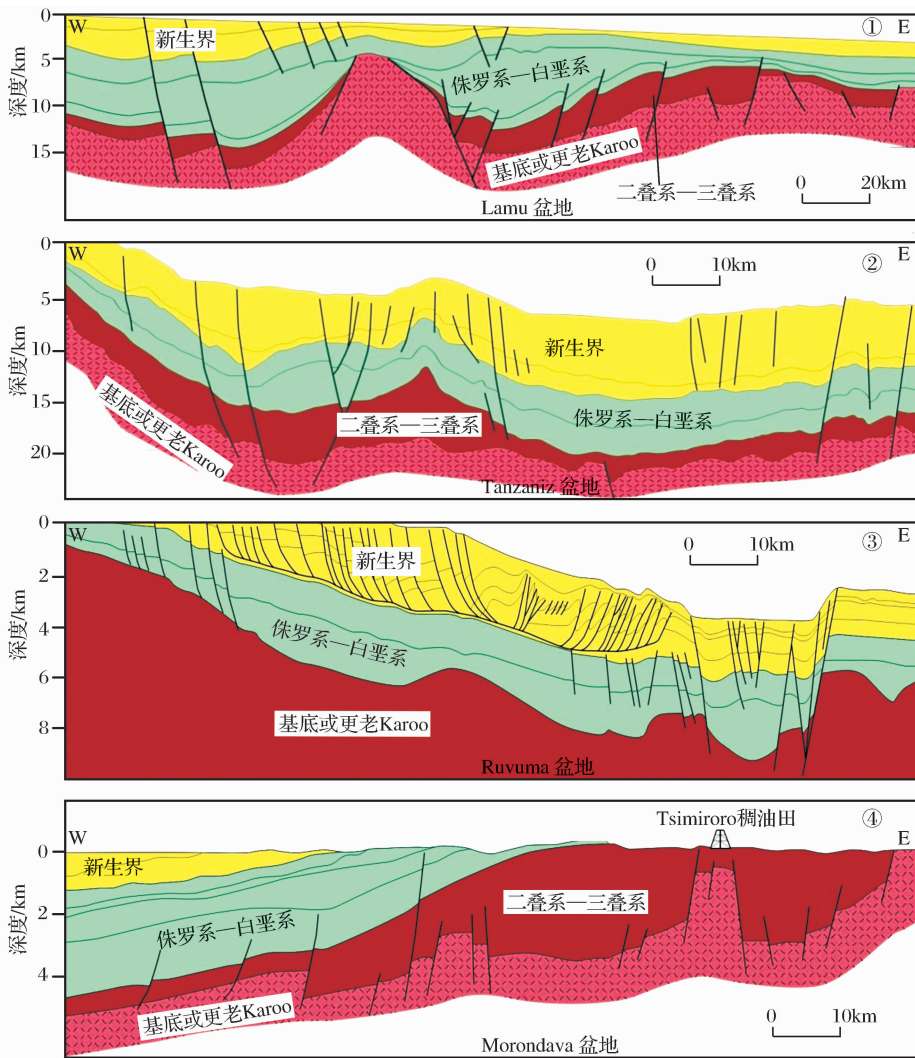 W
①
E
0
5
10
15
深度/km
新生界
侏罗系—白垩系
基底或更老Karoo
二叠系—三叠系
0 20km
Lamu 盆地
W
②
E
0
5
10
15
20
深度/km
0 10km
新生界
侏罗系—白垩系
二叠系—三叠系
基底或更老Karoo
Tanzaniz 盆地
W
③
E
0
2
4
6
8
深度/km
0 10km
新生界
侏罗系—白垩系
基底或更老Karoo
Ruvuma 盆地
Tsimiroro稠油田
W
④
E
0
2
4
深度/km
新生界
二叠系—三叠系
侏罗系—白垩系
基底或更老Karoo
0 10km
Morondava 盆地